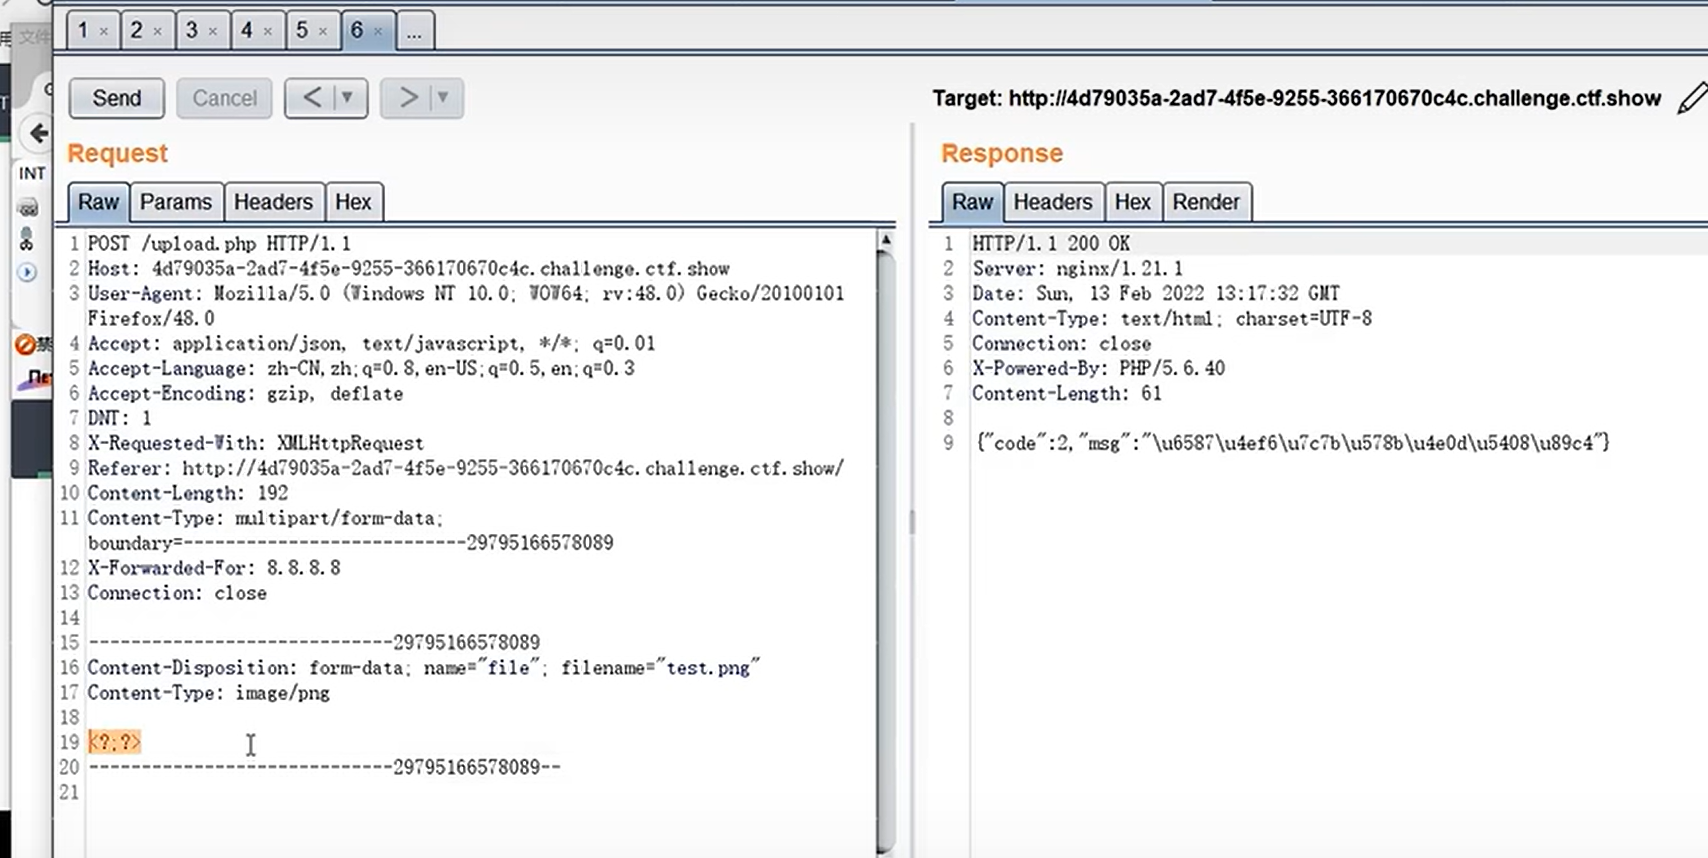 文件
1 × 2 × 3 × 4 × 5 × 6 × ...
Send Cancel < ▼ > ▼
Target: http://4d79035a-2ad7-4f5e-9255-366170670c4c.challenge.ctf.show
INT
Request
Raw Params Headers Hex
1 POST /upload.php HTTP/1.1
2 Host: 4d79035a-2ad7-4f5e-9255-366170670c4c.challenge.ctf.show
3 User-Agent: Mozilla/5.0 (Windows NT 10.0; WOW64; rv:48.0) Gecko/20100101
Firefox/48.0
4 Accept: application/json, text/javascript, */*; q=0.01
5 Accept-Language: zh-CN,zh;q=0.8,en-US;q=0.5,en;q=0.3
6 Accept-Encoding: gzip, deflate
7 DNT: 1
8 X-Requested-With: XMLHttpRequest
9 Referer: http://4d79035a-2ad7-4f5e-9255-366170670c4c.challenge.ctf.show/
10 Content-Length: 192
11 Content-Type: multipart/form-data;
boundary=---------------------------29795166578089
12 X-Forwarded-For: 8.8.8.8
13 Connection: close
14
15 -----------------------------29795166578089
16 Content-Disposition: form-data; name="file"; filename="test.png"
17 Content-Type: image/png
18
19 <?;?>
20 -----------------------------29795166578089--
21
Response
Raw Headers Hex Render
1 HTTP/1.1 200 OK
2 Server: nginx/1.21.1
3 Date: Sun, 13 Feb 2022 13:17:32 GMT
4 Content-Type: text/html; charset=UTF-8
5 Connection: close
6 X-Powered-By: PHP/5.6.40
7 Content-Length: 61
8
9 {"code":2,"msg":"\u6587\u4ef6\u7c7b\u578b\u4e0d\u5408\u89c4"}